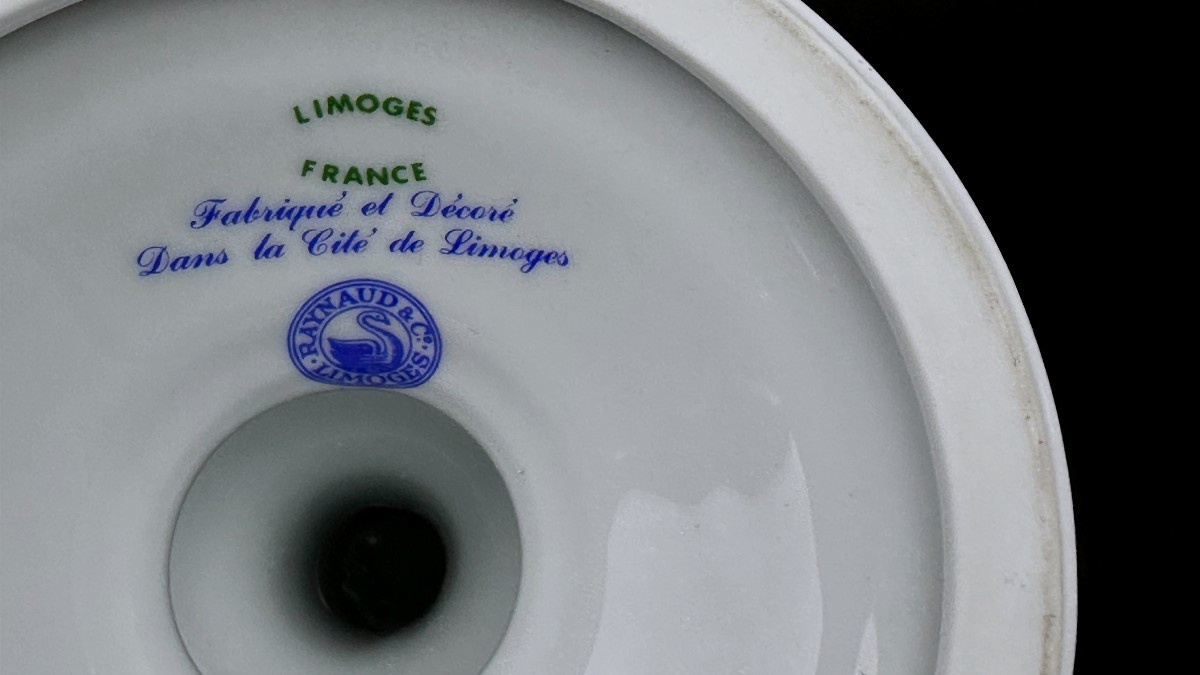 LIMOGES
FRANCE
Fabriqué et Décoré
Dans la Cité de Limoges
RAYNAUD & Cº.
· LIMOGES ·